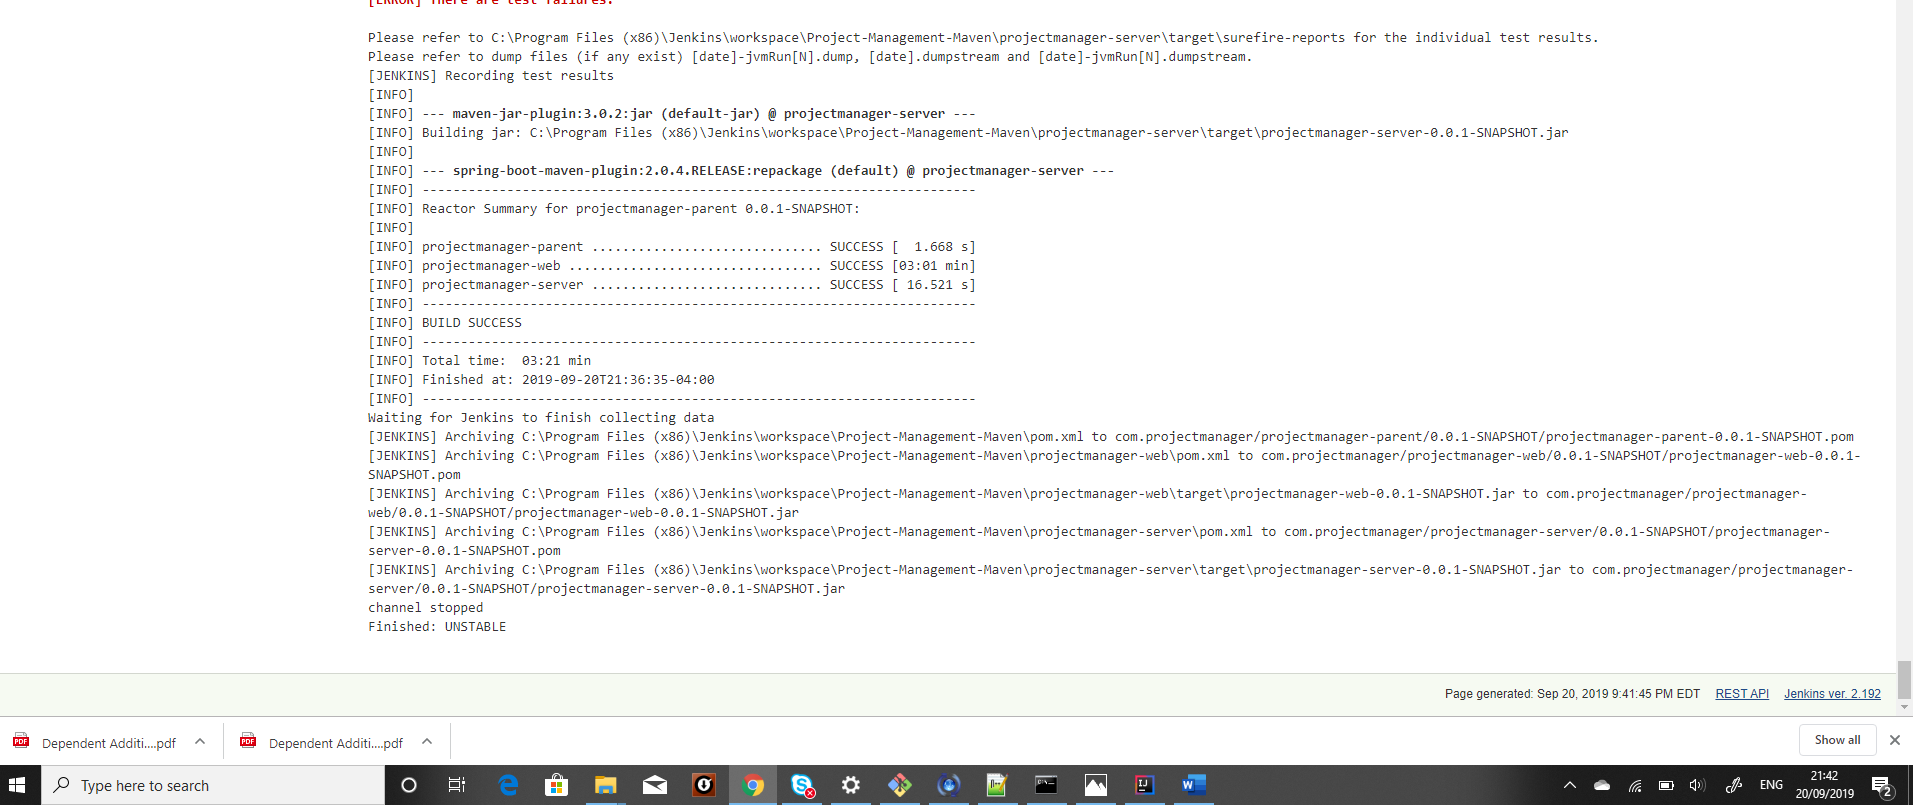 [ERROR] There are test failures.
Please refer to C:\Program Files (x86)\Jenkins\workspace\Project-Management-Maven\projectmanager-server\target\surefire-reports for the individual test results.
Please refer to dump files (if any exist) [date]-jvmRun[N].dump, [date].dumpstream and [date]-jvmRun[N].dumpstream.
[JENKINS] Recording test results
[INFO]
[INFO] --- maven-jar-plugin:3.0.2:jar (default-jar) @ projectmanager-server ---
[INFO] Building jar: C:\Program Files (x86)\Jenkins\workspace\Project-Management-Maven\projectmanager-server\target\projectmanager-server-0.0.1-SNAPSHOT.jar
[INFO]
[INFO] --- spring-boot-maven-plugin:2.0.4.RELEASE:repackage (default) @ projectmanager-server ---
[INFO] ------------------------------------------------------------------------
[INFO] Reactor Summary for projectmanager-parent 0.0.1-SNAPSHOT:
[INFO]
[INFO] projectmanager-parent .............................. SUCCESS [  1.668 s]
[INFO] projectmanager-web ................................. SUCCESS [03:01 min]
[INFO] projectmanager-server .............................. SUCCESS [ 16.521 s]
[INFO] ------------------------------------------------------------------------
[INFO] BUILD SUCCESS
[INFO] ------------------------------------------------------------------------
[INFO] Total time:  03:21 min
[INFO] Finished at: 2019-09-20T21:36:35-04:00
[INFO] ------------------------------------------------------------------------
Waiting for Jenkins to finish collecting data
[JENKINS] Archiving C:\Program Files (x86)\Jenkins\workspace\Project-Management-Maven\pom.xml to com.projectmanager/projectmanager-parent/0.0.1-SNAPSHOT/projectmanager-parent-0.0.1-SNAPSHOT.pom
[JENKINS] Archiving C:\Program Files (x86)\Jenkins\workspace\Project-Management-Maven\projectmanager-web\pom.xml to com.projectmanager/projectmanager-web/0.0.1-SNAPSHOT/projectmanager-web-0.0.1-
SNAPSHOT.pom
[JENKINS] Archiving C:\Program Files (x86)\Jenkins\workspace\Project-Management-Maven\projectmanager-web\target\projectmanager-web-0.0.1-SNAPSHOT.jar to com.projectmanager/projectmanager-
web/0.0.1-SNAPSHOT/projectmanager-web-0.0.1-SNAPSHOT.jar
[JENKINS] Archiving C:\Program Files (x86)\Jenkins\workspace\Project-Management-Maven\projectmanager-server\pom.xml to com.projectmanager/projectmanager-server/0.0.1-SNAPSHOT/projectmanager-
server-0.0.1-SNAPSHOT.pom
[JENKINS] Archiving C:\Program Files (x86)\Jenkins\workspace\Project-Management-Maven\projectmanager-server\target\projectmanager-server-0.0.1-SNAPSHOT.jar to com.projectmanager/projectmanager-
server/0.0.1-SNAPSHOT/projectmanager-server-0.0.1-SNAPSHOT.jar
channel stopped
Finished: UNSTABLE
Page generated: Sep 20, 2019 9:41:45 PM EDT REST API Jenkins ver. 2.192
Dependent Additi....pdf Dependent Additi....pdf Show all
Type here to search
ENG
21:42
20/09/2019
2